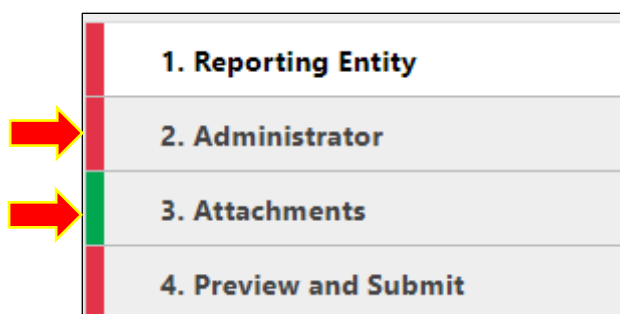 1. Reporting Entity
2. Administrator
3. Attachments
4. Preview and Submit